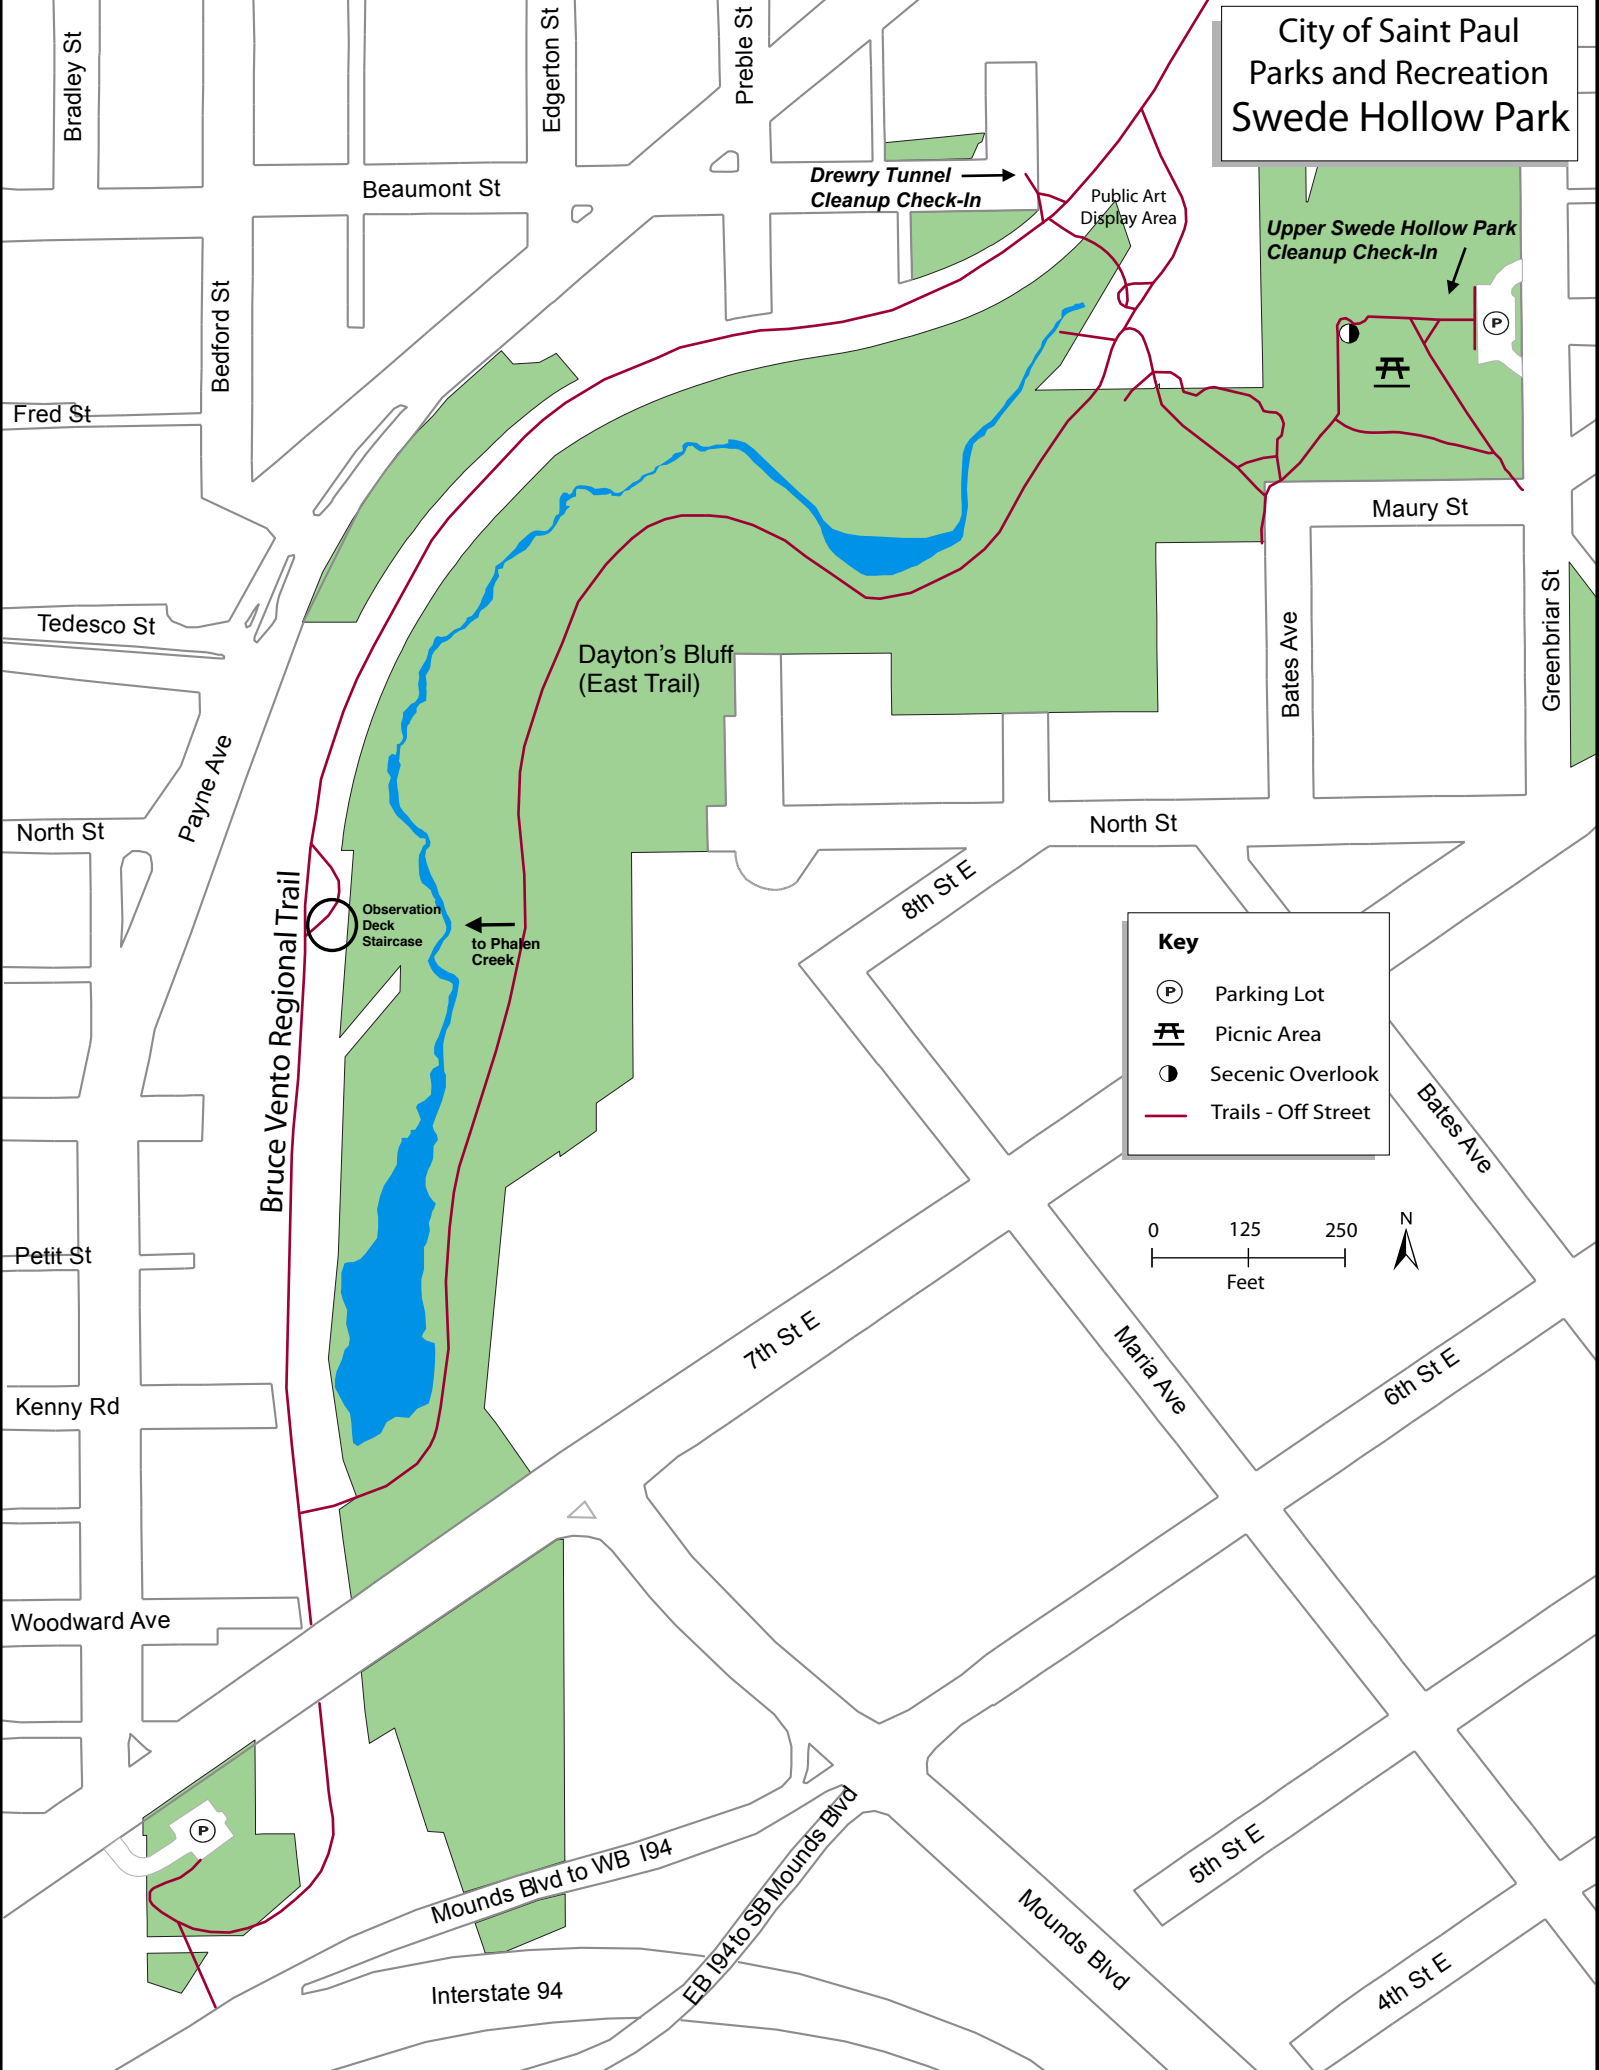 City of Saint Paul
Parks and Recreation
Swede Hollow Park
Bradley St
Edgerton St
Preble St
Beaumont St
Drewry Tunnel
Cleanup Check-In
Public Art
Display Area
Upper Swede Hollow Park
Cleanup Check-In
P
Bedford St
Fred St
Maury St
Tedesco St
Dayton's Bluff
(East Trail)
Bates Ave
Greenbriar St
Payne Ave
North St
North St
8th St E
Bruce Vento Regional Trail
Observation
Deck
Staircase
to Phalen
Creek
Key
P Parking Lot
Picnic Area
Secenic Overlook
Trails - Off Street
Bates Ave
0 125 250
Feet
N
Petit St
7th St E
Maria Ave
6th St E
Kenny Rd
Woodward Ave
P
Mounds Blvd to WB I94
EB I94 to SB Mounds Blvd
5th St E
Mounds Blvd
4th St E
Interstate 94